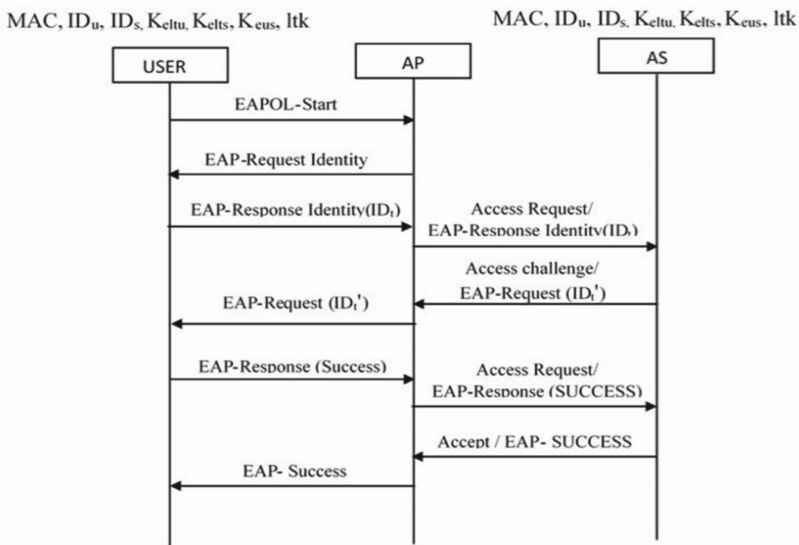 MAC, IDu, IDs, Keltu, Kelts, Keus, ltk
MAC, IDu, IDs, Keltu, Kelts, Keus, ltk
USER
AP
AS
EAPOL-Start
EAP-Request Identity
EAP-Response Identity(IDt)
Access Request/
EAP-Response Identity(IDt)
Access challenge/
EAP-Request (IDt')
EAP-Request (IDt')
EAP-Response (Success)
Access Request/
EAP-Response (SUCCESS)
Accept / EAP- SUCCESS
EAP- Success